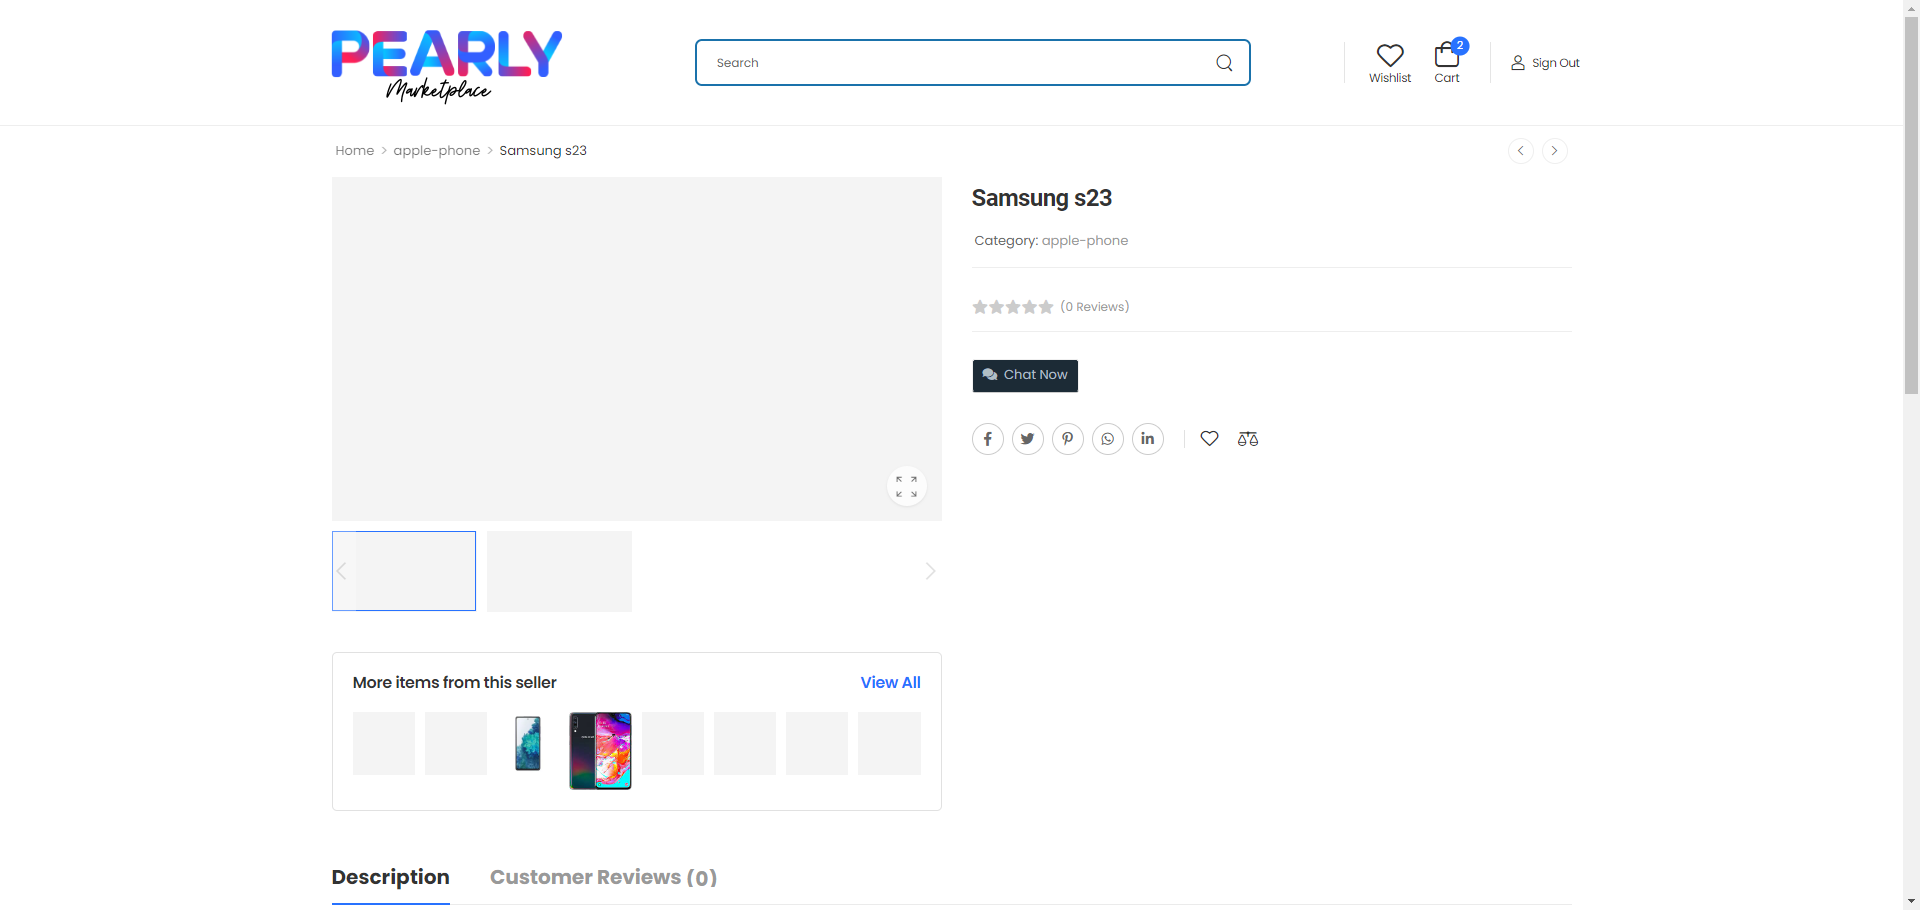 PEARLY
Marketplace
Search
Wishlist
2
Cart
Sign Out
Home > apple-phone > Samsung s23
Samsung s23
Category: apple-phone
(0 Reviews)
Chat Now
More items from this seller
View All
Description
Customer Reviews (0)